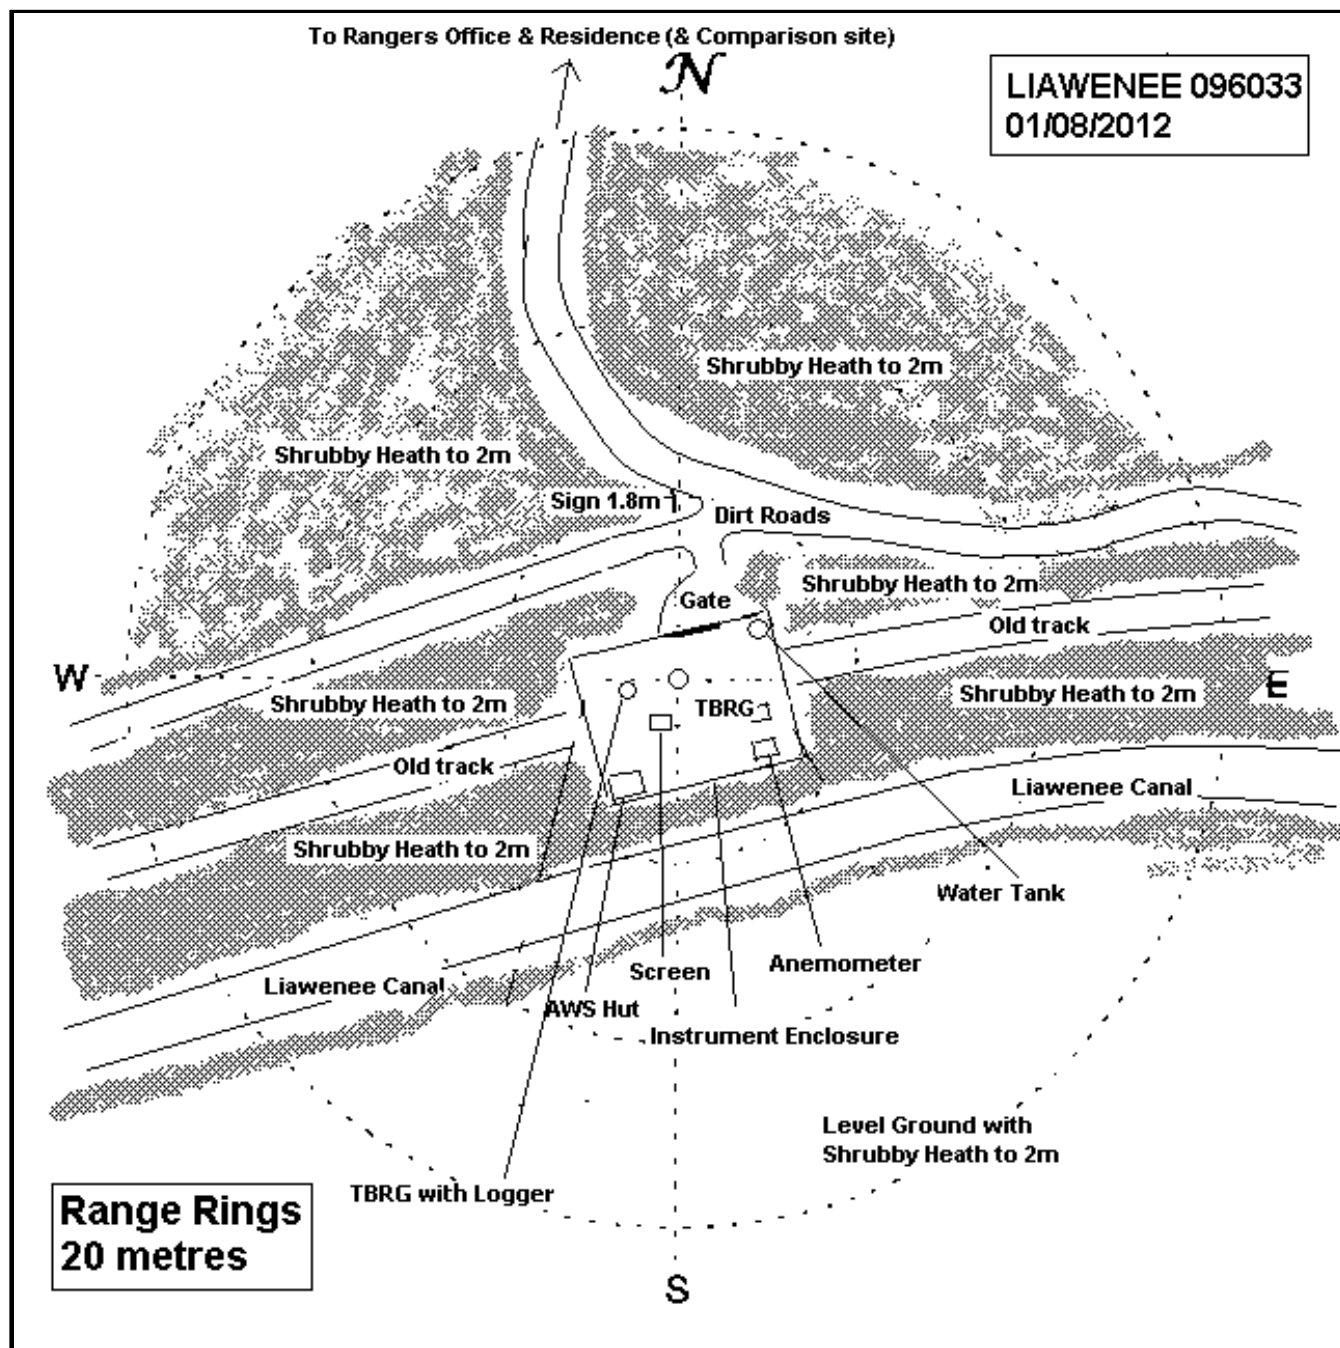 To Rangers Office & Residence (& Comparison site)
N
LIAWENEE 096033
01/08/2012
Shrubby Heath to 2m
Shrubby Heath to 2m
Sign 1.8m
Dirt Roads
Shrubby Heath to 2m
Gate
Old track
W
E
Shrubby Heath to 2m
Shrubby Heath to 2m
TBRG
Old track
Liawenee Canal
Shrubby Heath to 2m
Water Tank
Anemometer
Screen
Liawenee Canal
AWS Hut
Instrument Enclosure
Level Ground with
Shrubby Heath to 2m
TBRG with Logger
Range Rings
20 metres
S